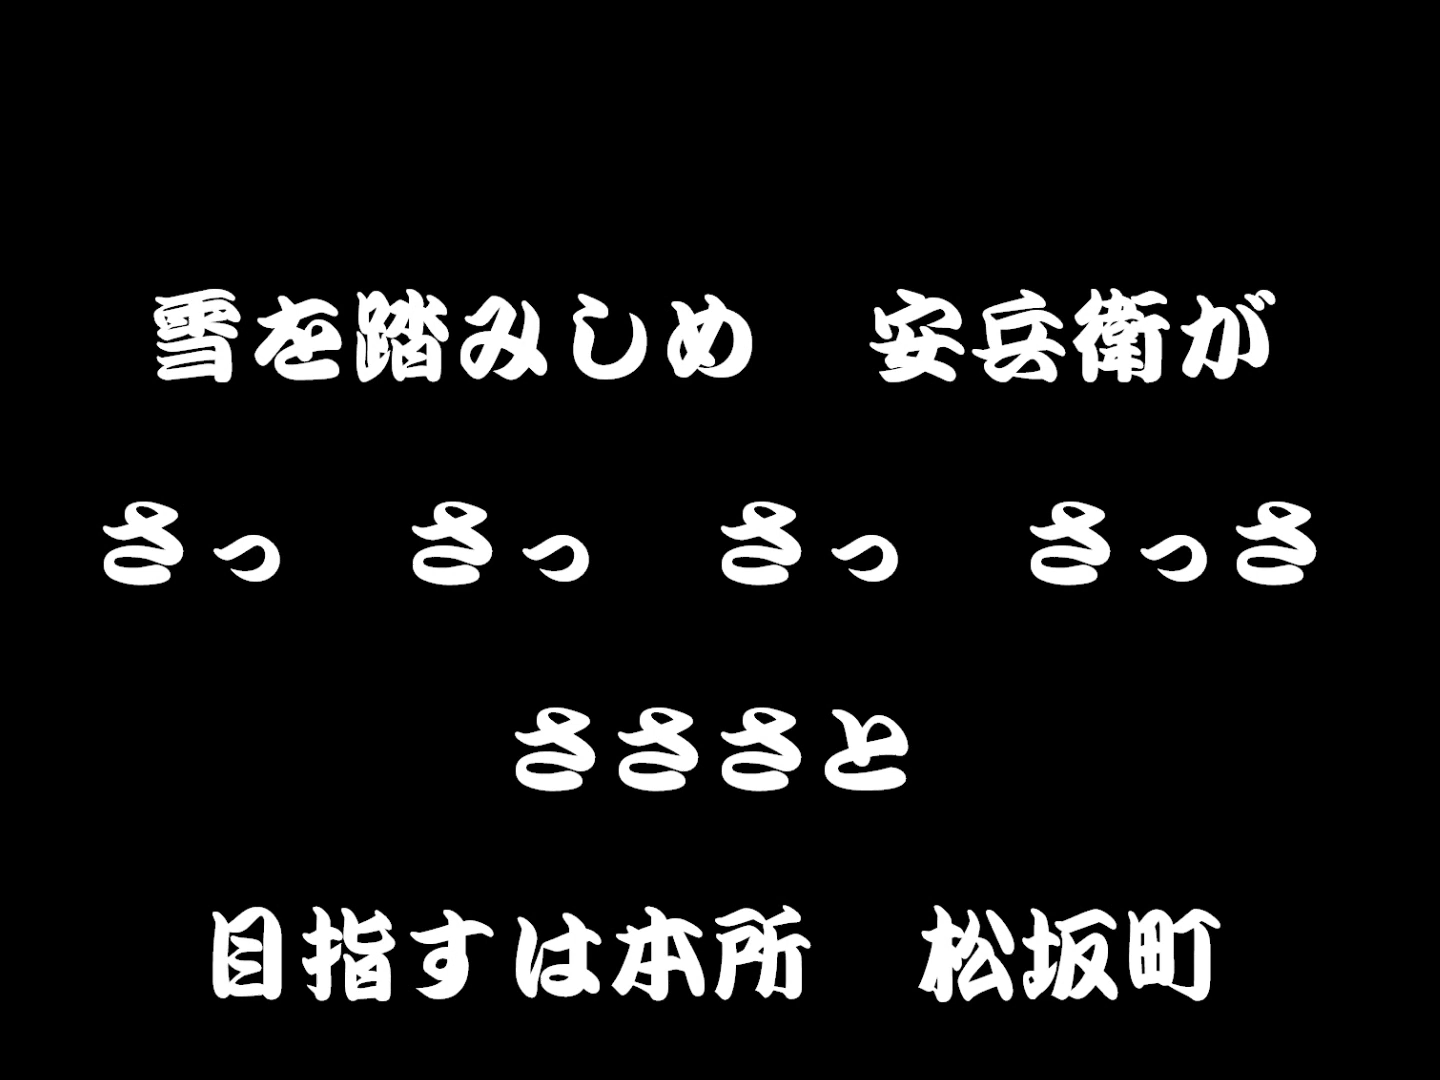 雪を踏みしめ　安兵衛が
さっ　さっ　さっ　さっさ
さささと
目指すは本所　松坂町